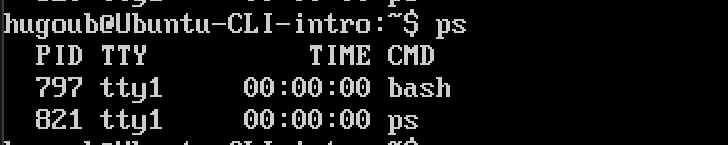 hugoub@Ubuntu-CLI-intro:~$ ps
PID TTY          TIME CMD
797 tty1     00:00:00 bash
821 tty1     00:00:00 ps